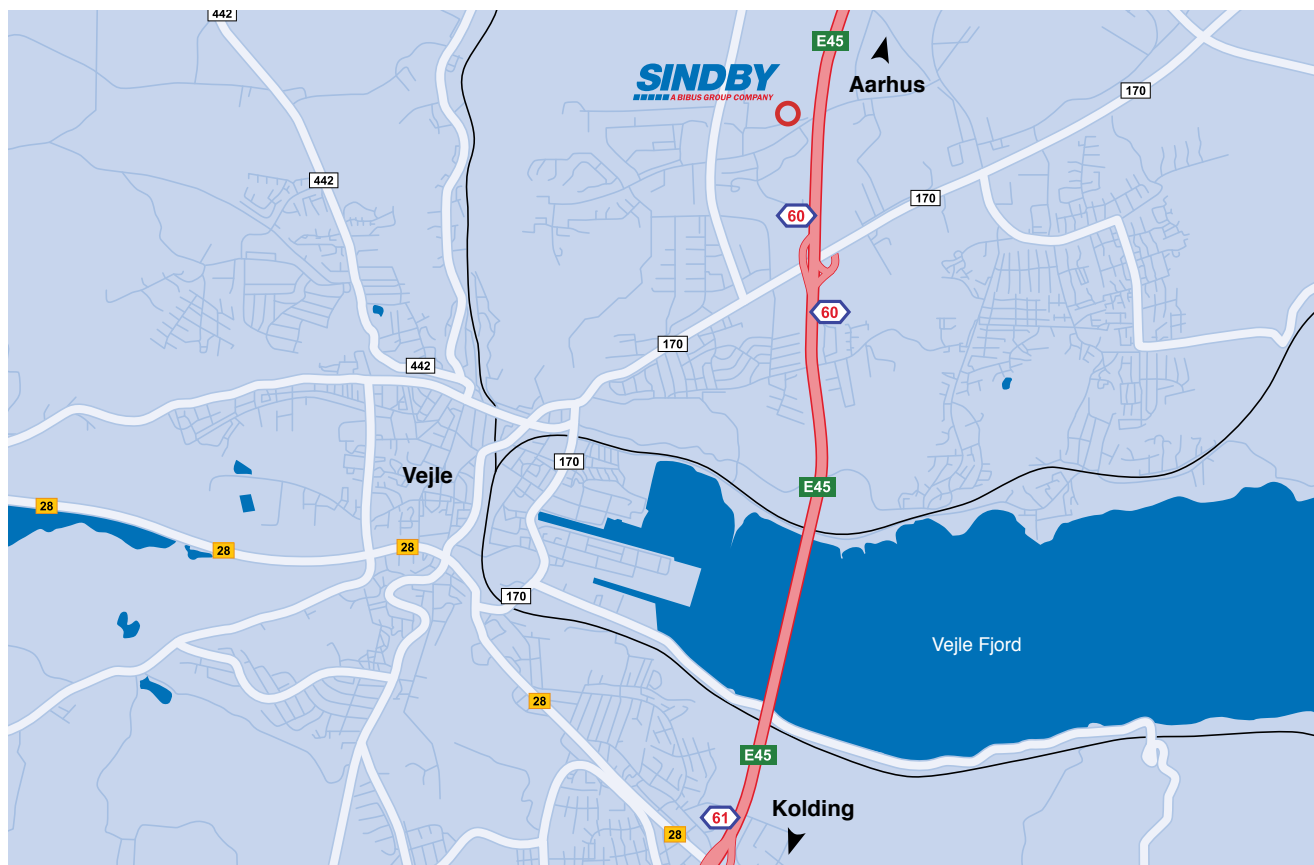 442
E45
SINDBY
A BIBUS GROUP COMPANY
Aarhus
170
442
170
60
60
170
442
170
Vejle
E45
28
28
28
170
Vejle Fjord
28
E45
Kolding
61
28